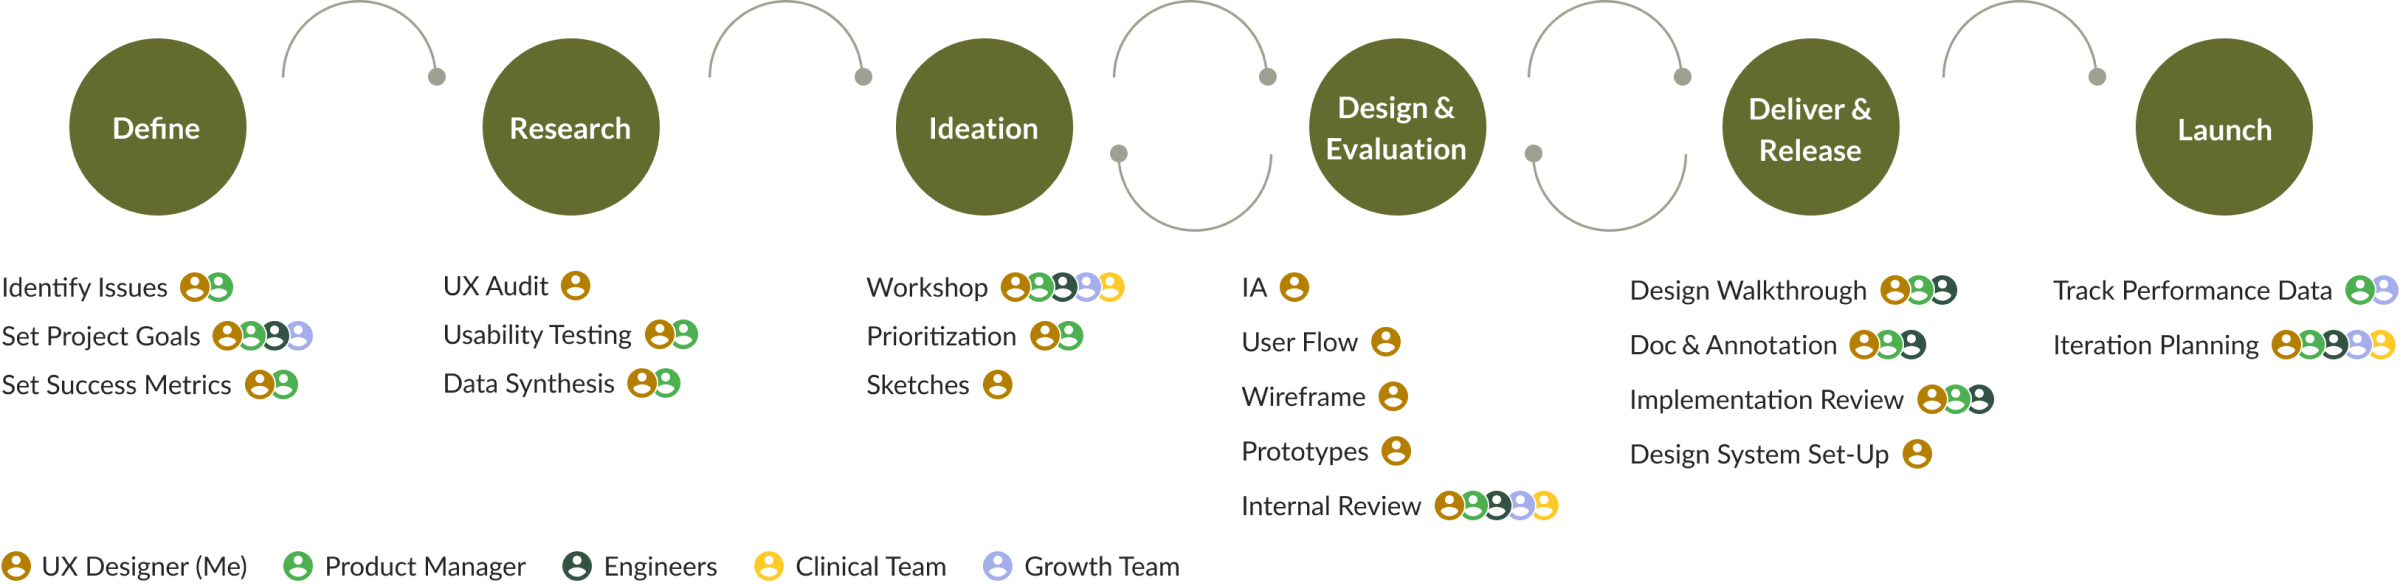 Define
Research
Ideation
Design &
Evaluation
Deliver &
Release
Launch
Identify Issues
Set Project Goals
Set Success Metrics
UX Audit
Usability Testing
Data Synthesis
Workshop
Prioritization
Sketches
IA
User Flow
Wireframe
Prototypes
Internal Review
Design Walkthrough
Doc & Annotation
Implementation Review
Design System Set-Up
Track Performance Data
Iteration Planning
UX Designer (Me)
Product Manager
Engineers
Clinical Team
Growth Team